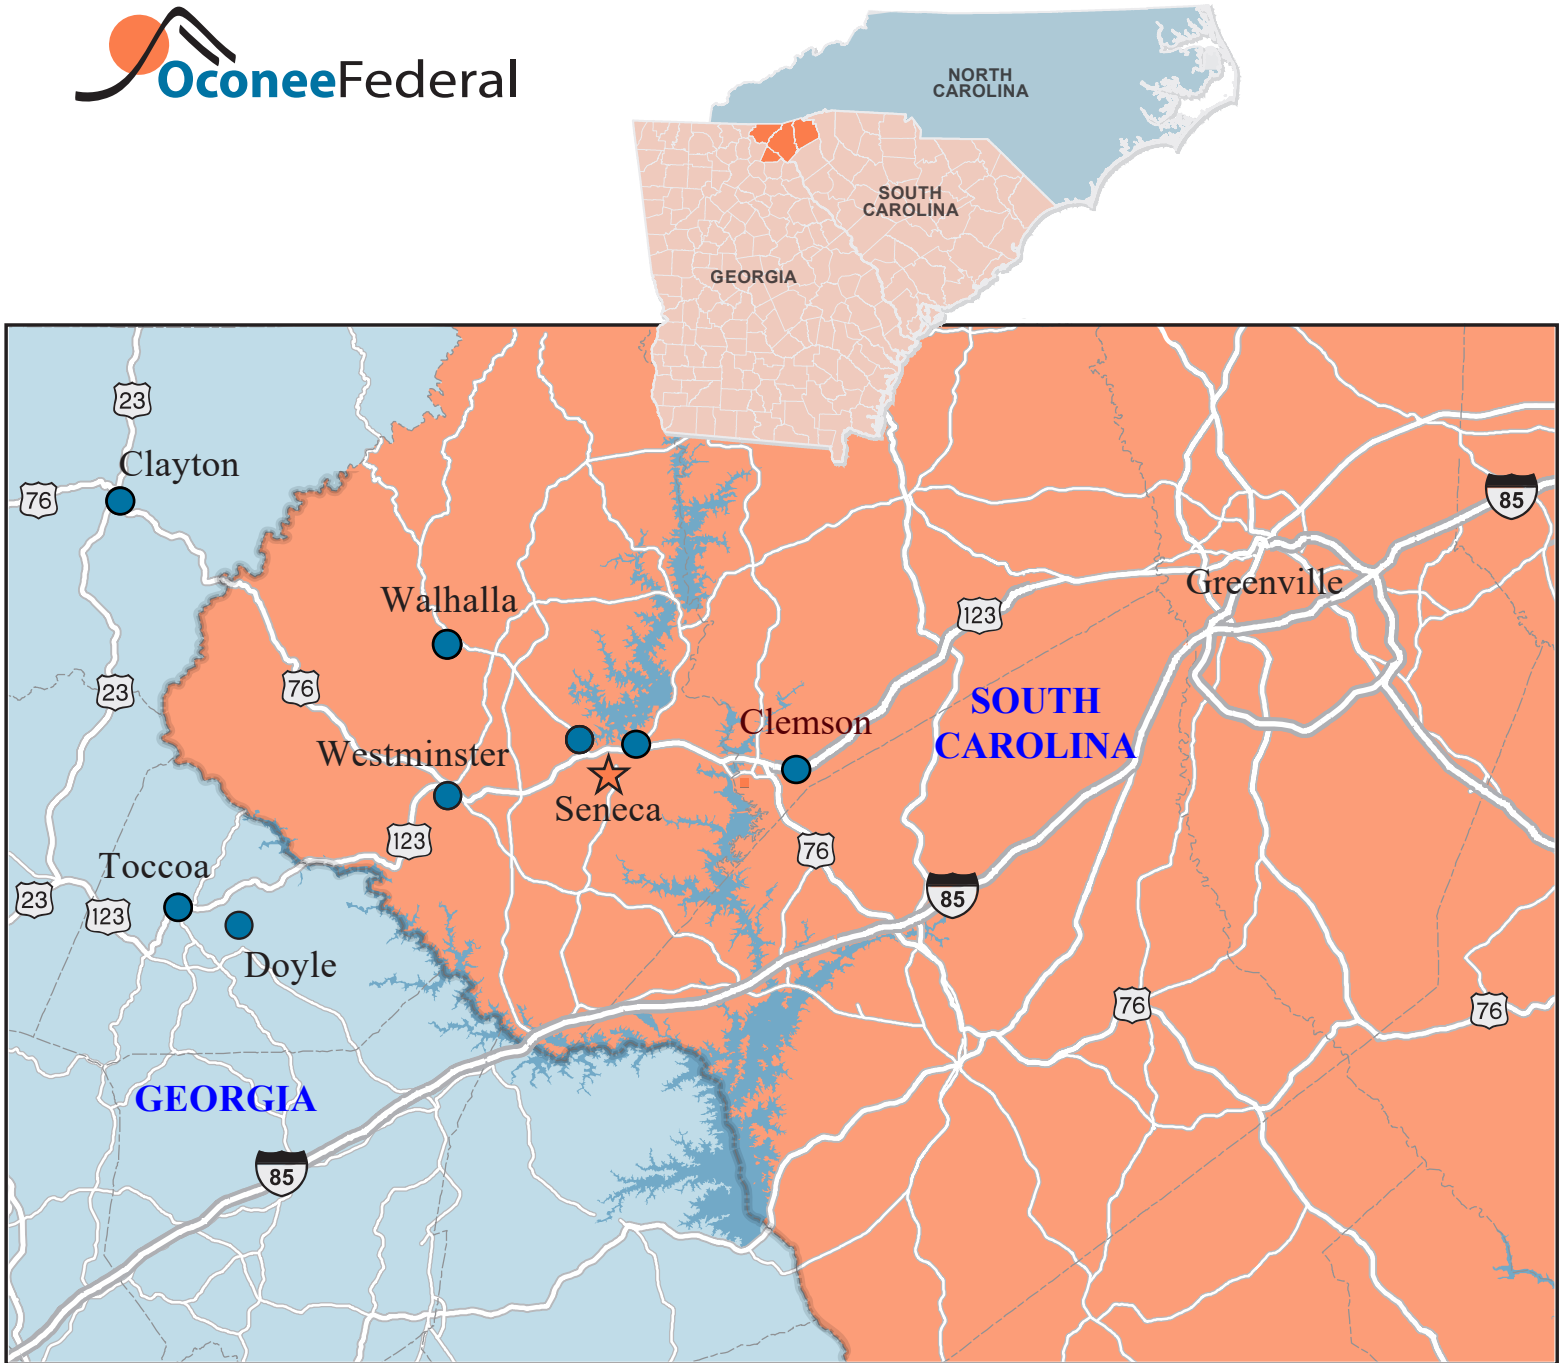 OconeeFederal
NORTH
CAROLINA
SOUTH
CAROLINA
GEORGIA
23
Clayton
76
85
Walhalla
Greenville
123
23
76
Clemson
SOUTH
CAROLINA
Westminster
Seneca
123
76
Toccoa
23
123
85
Doyle
76
76
GEORGIA
85